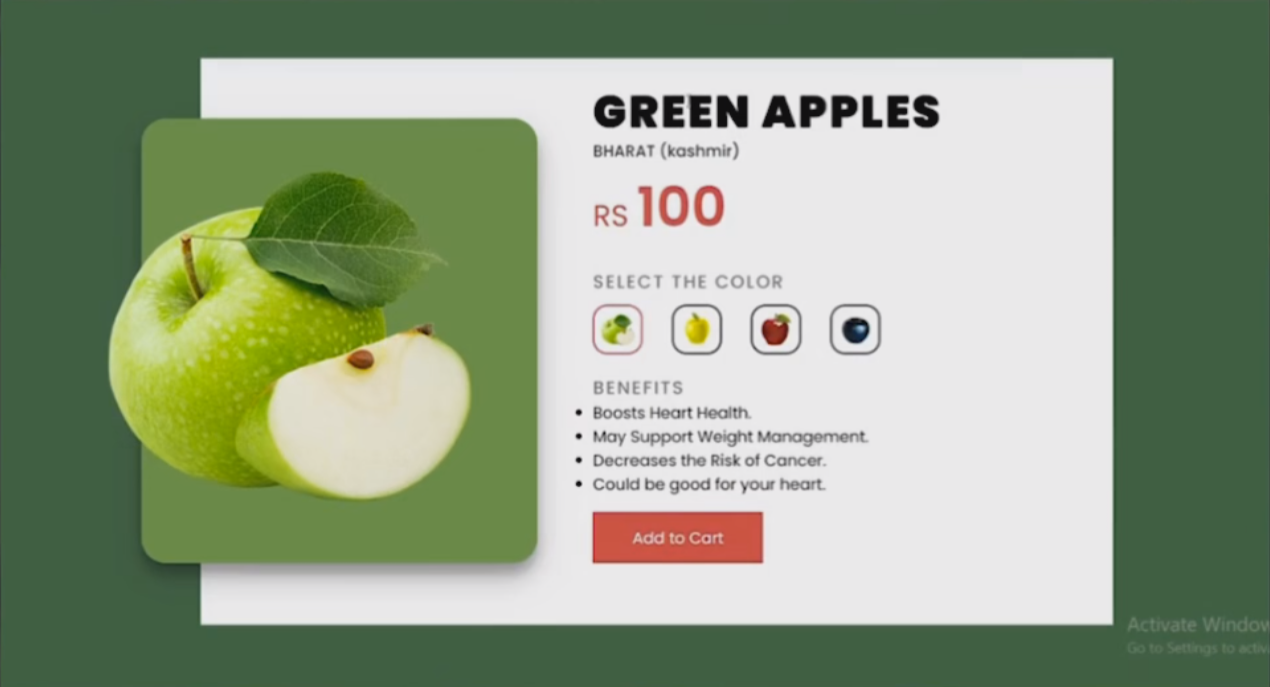 GREEN APPLES
BHARAT (kashmir)
RS 100
SELECT THE COLOR
BENEFITS
• Boosts Heart Health.
• May Support Weight Management.
• Decreases the Risk of Cancer.
• Could be good for your heart.
Add to Cart
Activate Window
Go to Settings to activ